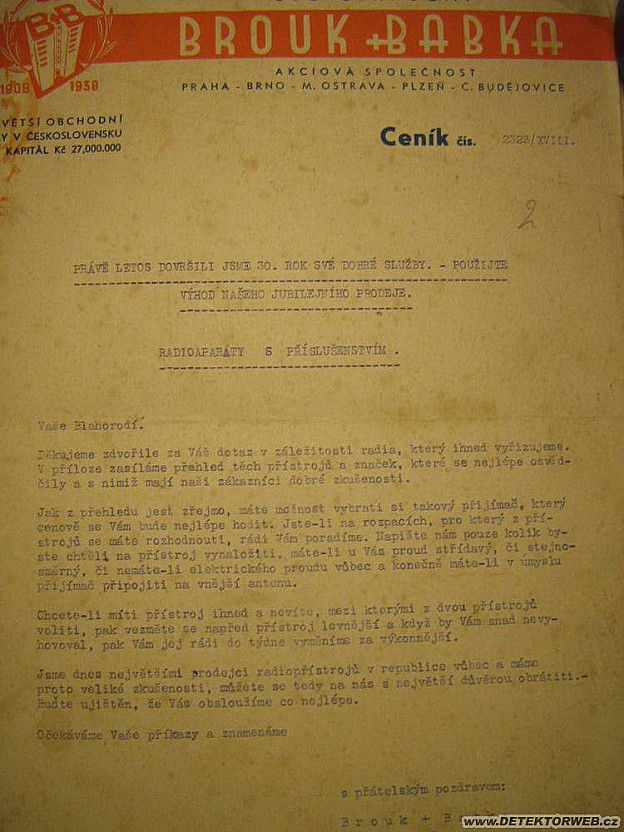 B+B
BROUK + BABKA
1908 1938
AKCIOVÁ SPOLEČNOST
PRAHA - BRNO - M. OSTRAVA - PLZEŇ - Č. BUDĚJOVICE
VĚTŠÍ OBCHODNÍ
Y V ČESKOSLOVENSKU
KAPITÁL Kč 27,000.000
Ceník čís. 2323/XVIII.
2
PRÁVĚ LETOS DOVRŠILI JSME 30. ROK SVÉ DOBRÉ SLUŽBY. - POUŽIJTE
VÝHOD NAŠEHO JUBILEJNÍHO PRODEJE.
RADIOAPARÁTY S PŘÍSLUŠENSTVÍM .
Vaše Blahorodí.
Děkujeme zdvořile za Váš dotaz v záležitosti radia, který ihned vyřizujeme.
V příloze zasíláme přehled těch přístrojů a značek, které se nejlépe osvěd-
čily a s nimiž mají naši zákazníci dobré zkušenosti.
Jak z přehledu jest zřejmo, máte možnost vybrati si takový přijímač, který
cenově se Vám bude nejlépe hodit. Jste-li na rozpacích, pro který z pří-
strojů se máte rozhodnouti, rádi Vám poradíme. Napište nám pouze kolik by-
ste chtěli na přístroj vynaložiti, máte-li u Vás proud střídavý, či stejno-
směrný, či nemáte-li elektrického proudu vůbec a konečně máte-li v úmyslu
přijímač připojiti na vnější antenu.
Chcete-li míti přístroj ihned a nevíte, mezi kterými z dvou přístrojů
voliti, pak vezměte se napřed přístroj levnější a když by Vám snad nevy-
hovoval, pak Vám jej rádi do týdne vyměníme za výkonnější.
Jsme dnes největšími prodejci radiopřístrojů v republice vůbec a máme
proto veliké zkušenosti, můžete se tedy na nás s největší důvěrou obrátiti.-
Buďte ujištěn, že Vás obsloužíme co nejlépe.
Očekáváme Vaše příkazy a znamenáme
s přátelským pozdravem:
Brouk + Babka
www.DETEKTORWEB.cz